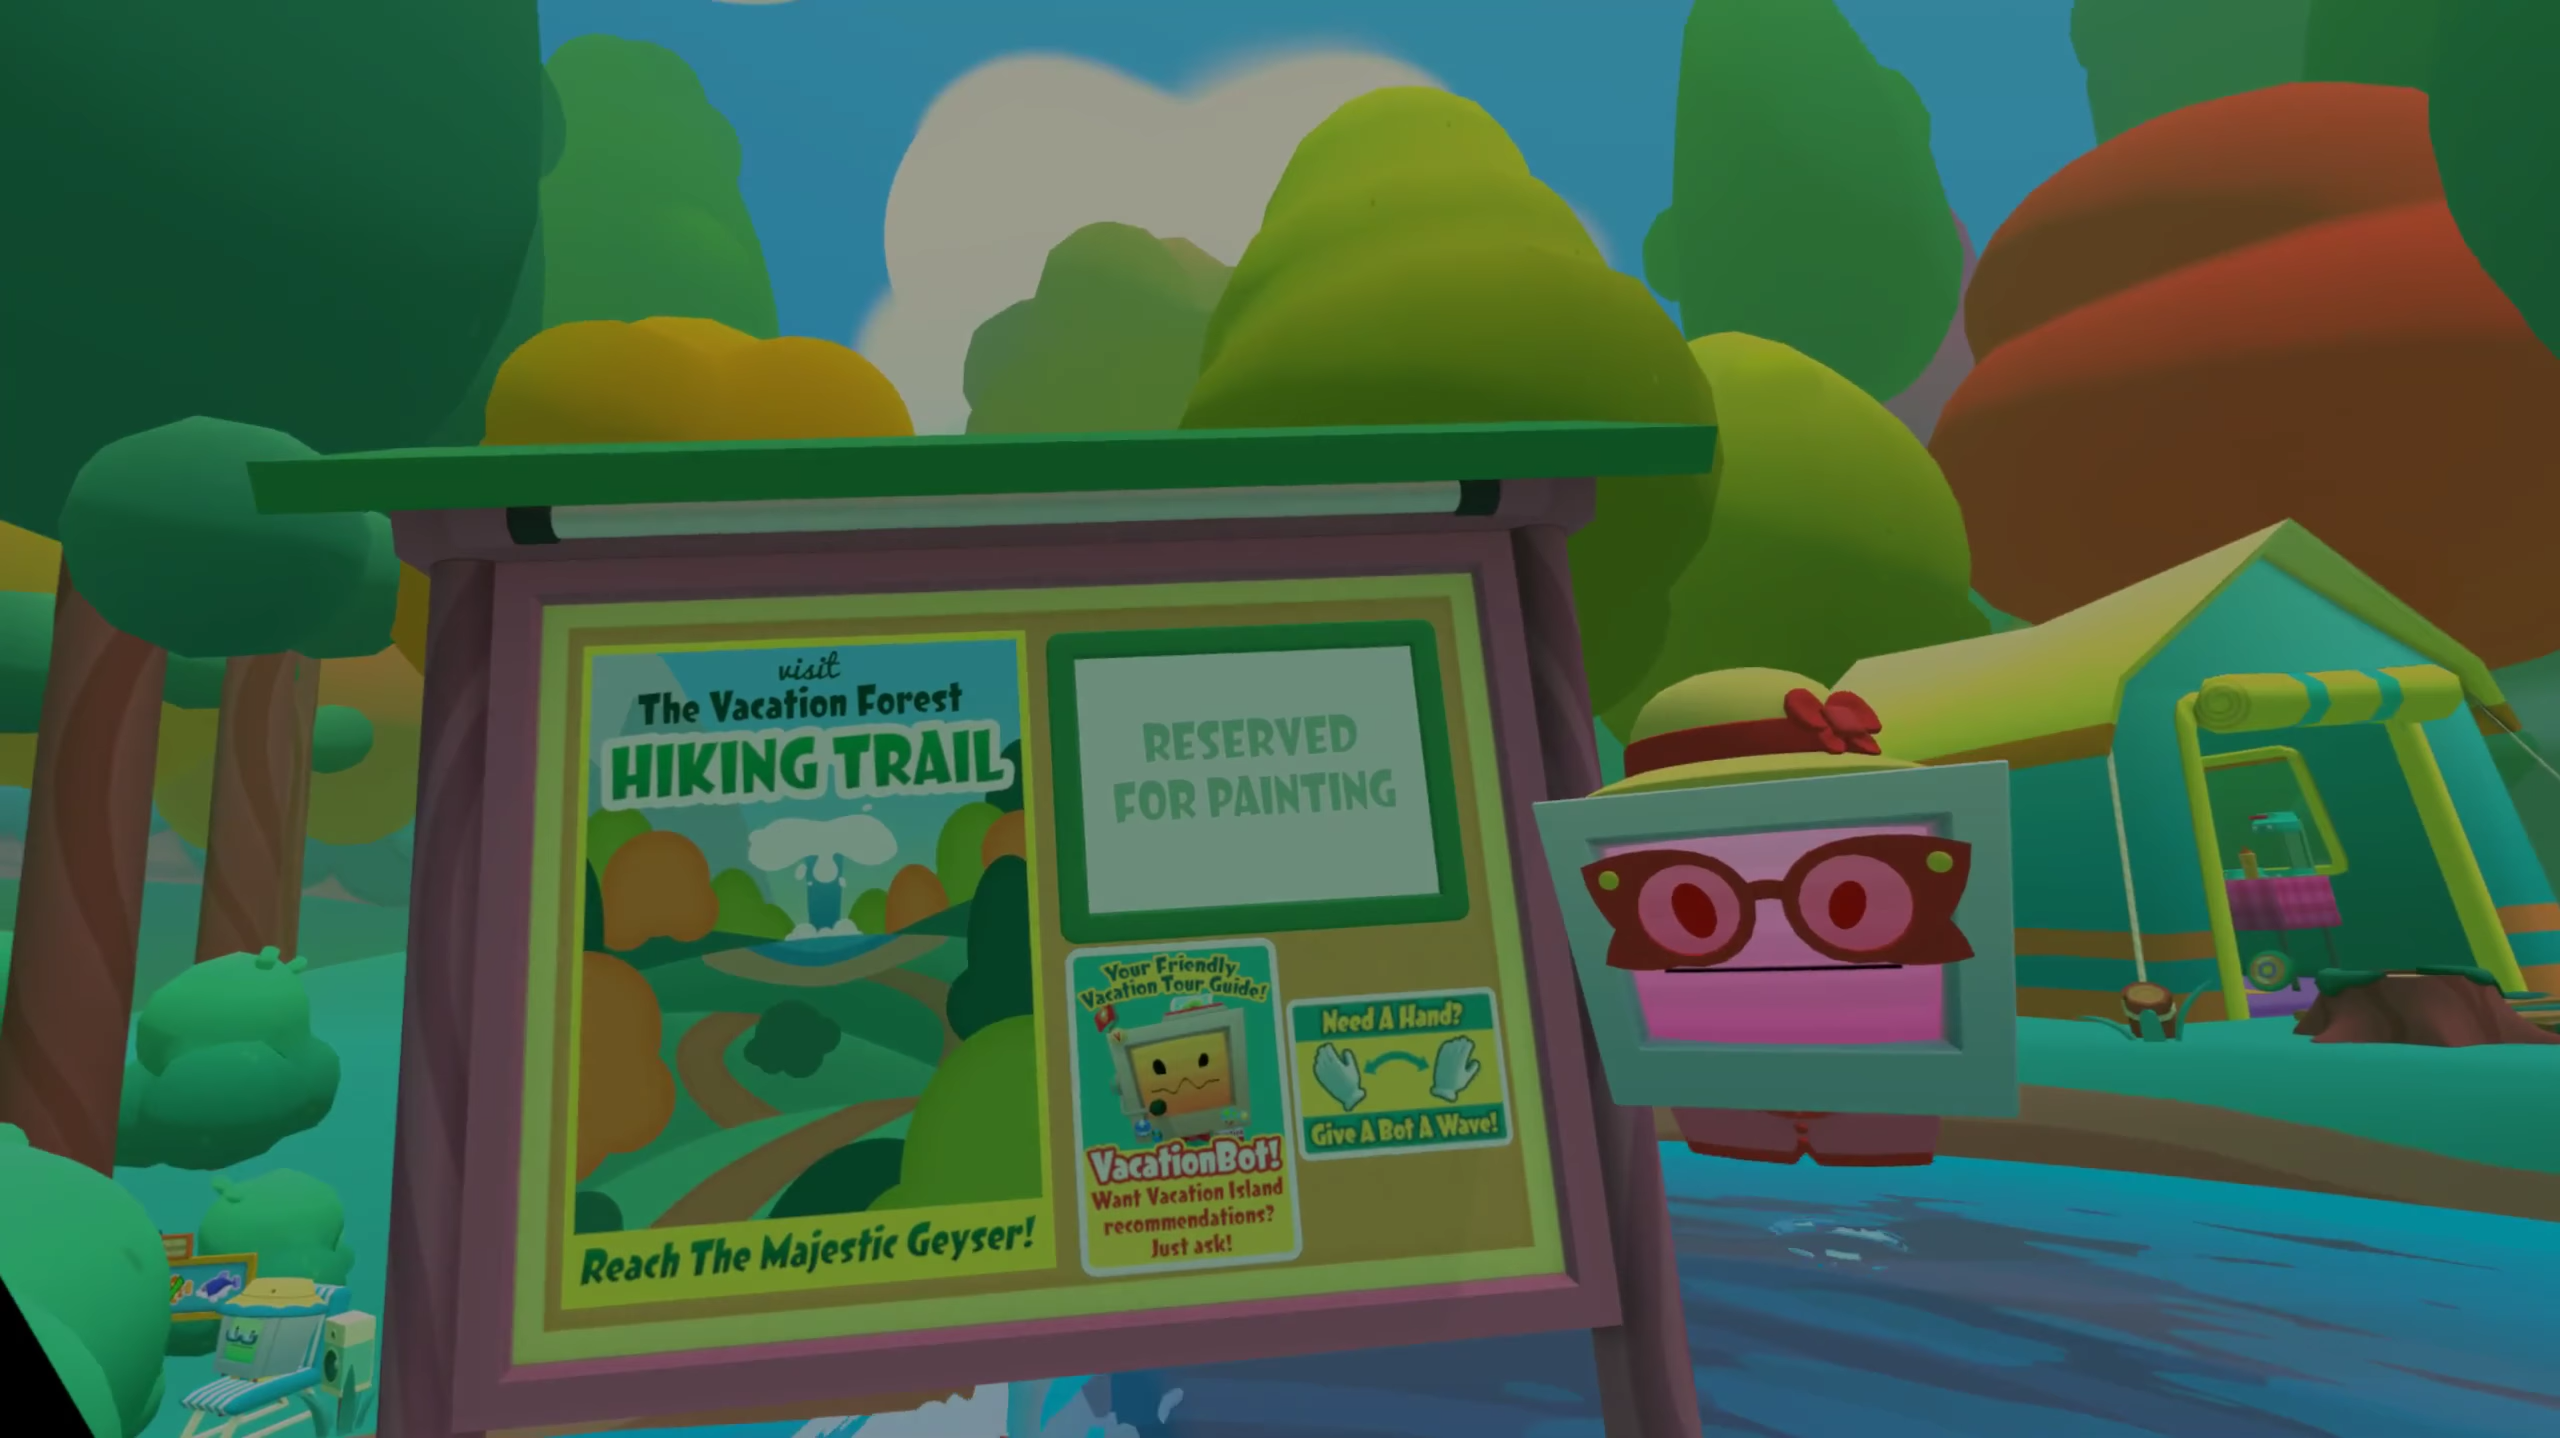 visit
The Vacation Forest
HIKING TRAIL
Reach The Majestic Geyser!
RESERVED
FOR PAINTING
Your Friendly
Vacation Tour Guide!
VacationBot!
Want Vacation Island
recommendations?
Just ask!
Need A Hand?
Give A Bot A Wave!